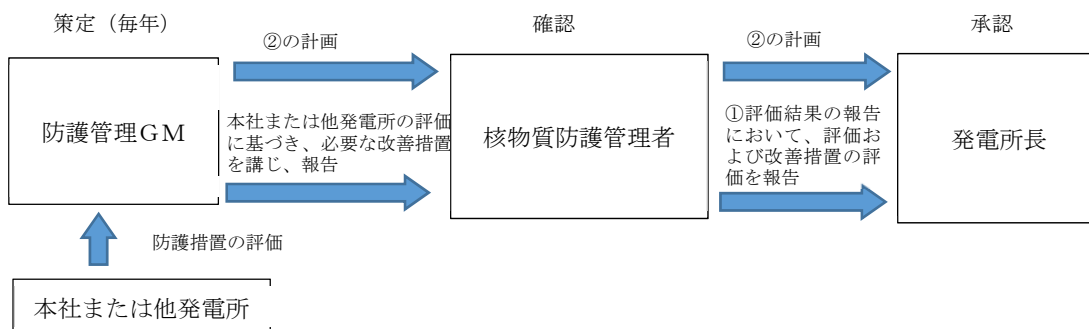 策定（毎年）
確認
承認
②の計画
②の計画
防護管理ＧＭ
核物質防護管理者
発電所長
本社または他発電所の評価
に基づき、必要な改善措置
を講じ、報告
①評価結果の報告
において、評価お
よび改善措置の評
価を報告
防護措置の評価
本社または他発電所